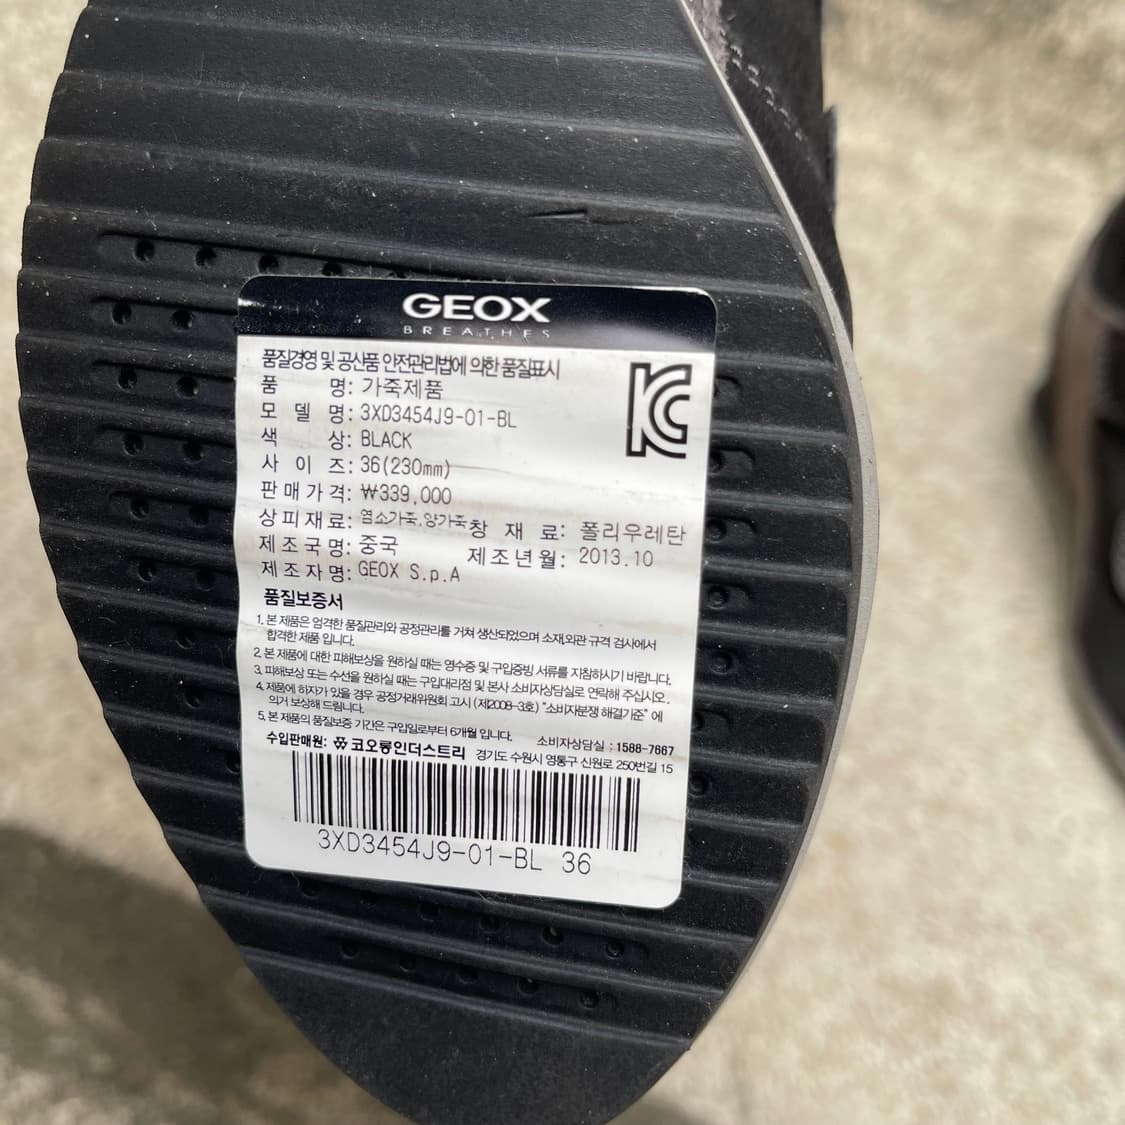 GEOX
BREATHES
품질경영 및 공산품 안전관리법에 의한 품질표시
품 명: 가죽제품
모 델 명: 3XD3454J9-01-BL
색 상: BLACK
사 이 즈: 36(230mm)
판매가격: ₩339,000
상피재료: 염소가죽,양가죽 창 재 료: 폴리우레탄
제조국명: 중국 제조년월: 2013.10
제조자명: GEOX S.p.A
품질보증서
1. 본 제품은 엄격한 품질관리와 공정관리를 거쳐 생산되었으며 소재,외관 규격 검사에서
합격한 제품 입니다.
2. 본 제품에 대한 피해보상을 원하실 때는 영수증 및 구입증빙 서류를 지참하시기 바랍니다.
3. 피해보상 또는 수선을 원하실 때는 구입대리점 및 본사 소비자상담실로 연락해 주십시오.
4. 제품에 하자가 있을 경우 공정거래위원회 고시 (제2008-3호) "소비자분쟁 해결기준" 에
의거 보상해 드립니다.
5. 본 제품의 품질보증 기간은 구입일로부터 6개월 입니다. 소비자상담실 : 1588-7667
수입판매원: 코오롱인더스트리 경기도 수원시 영통구 신원로 250번길 15
3XD3454J9-01-BL 36